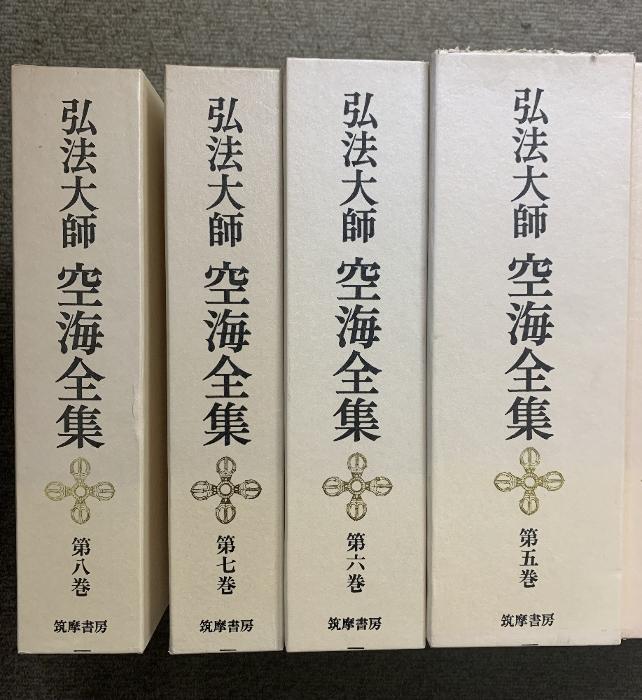 弘法大師 空海全集
第八巻
筑摩書房
弘法大師 空海全集
第七巻
筑摩書房
弘法大師 空海全集
第六巻
筑摩書房
弘法大師 空海全集
第五巻
筑摩書房